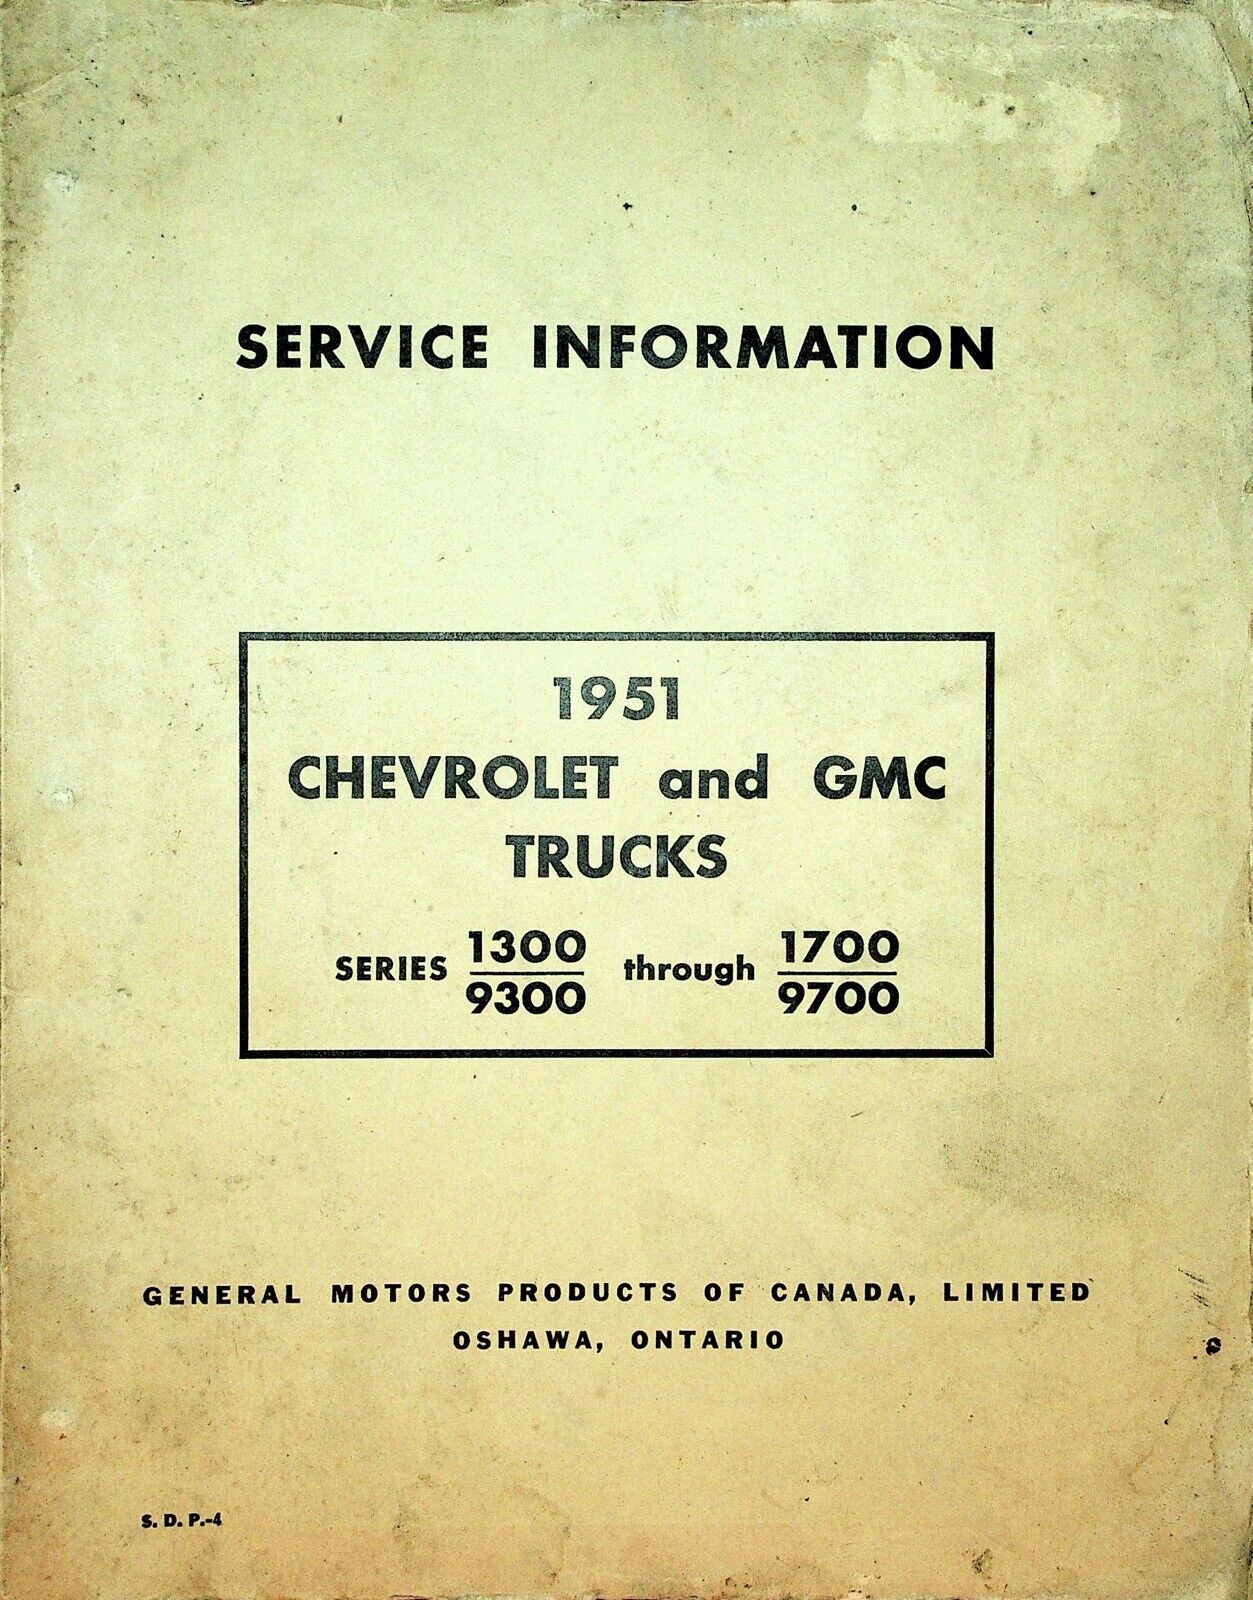 SERVICE INFORMATION
1951
CHEVROLET and GMC
TRUCKS
SERIES 1300/9300 through 1700/9700
GENERAL MOTORS PRODUCTS OF CANADA, LIMITED
OSHAWA, ONTARIO
S. D. P.-4